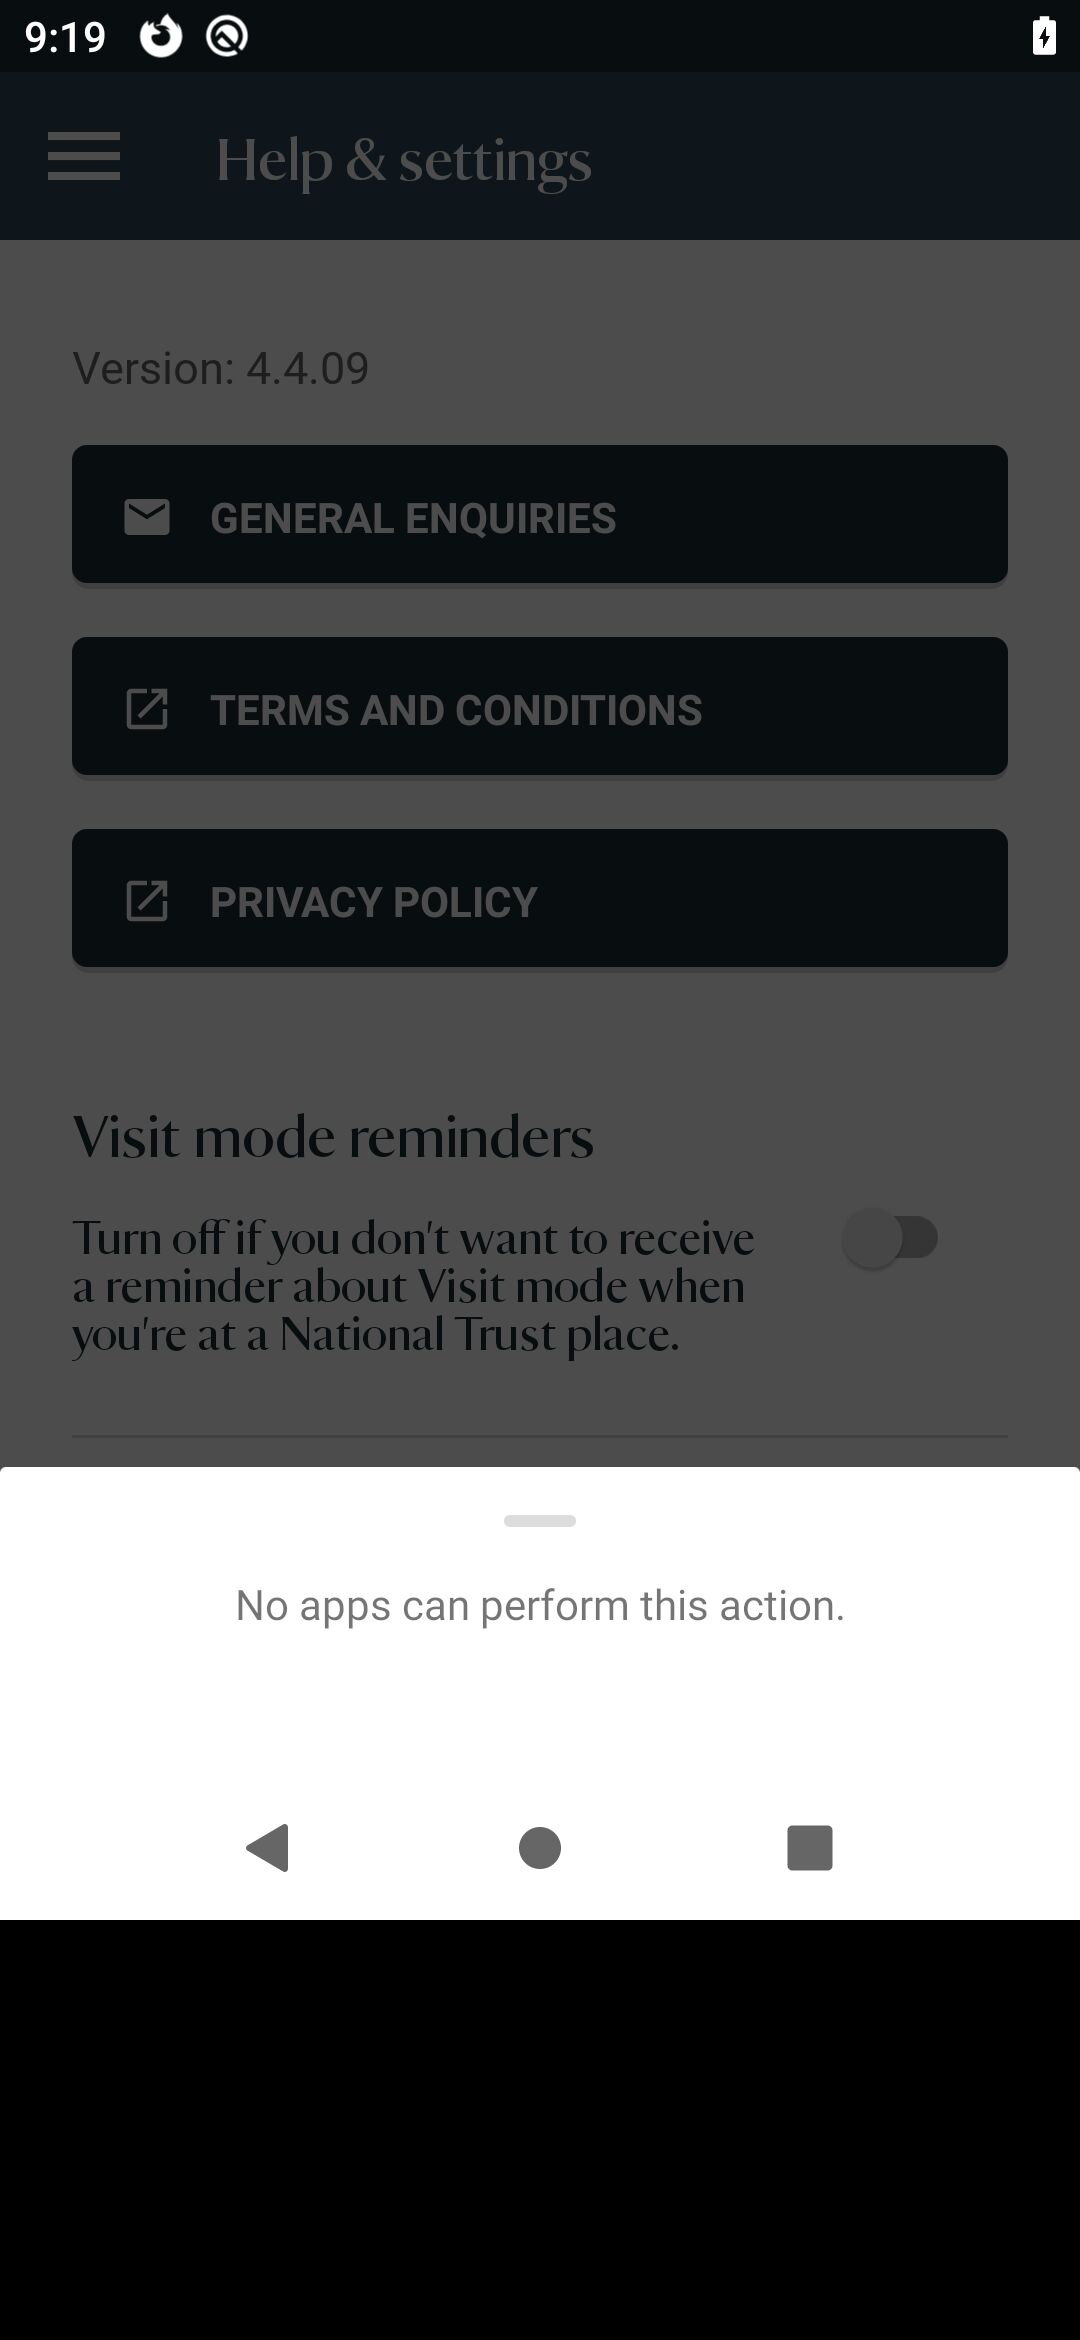 9:19
Help & settings
Version: 4.4.09
GENERAL ENQUIRIES
TERMS AND CONDITIONS
PRIVACY POLICY
Visit mode reminders
Turn off if you don't want to receive
a reminder about Visit mode when
you're at a National Trust place.
No apps can perform this action.